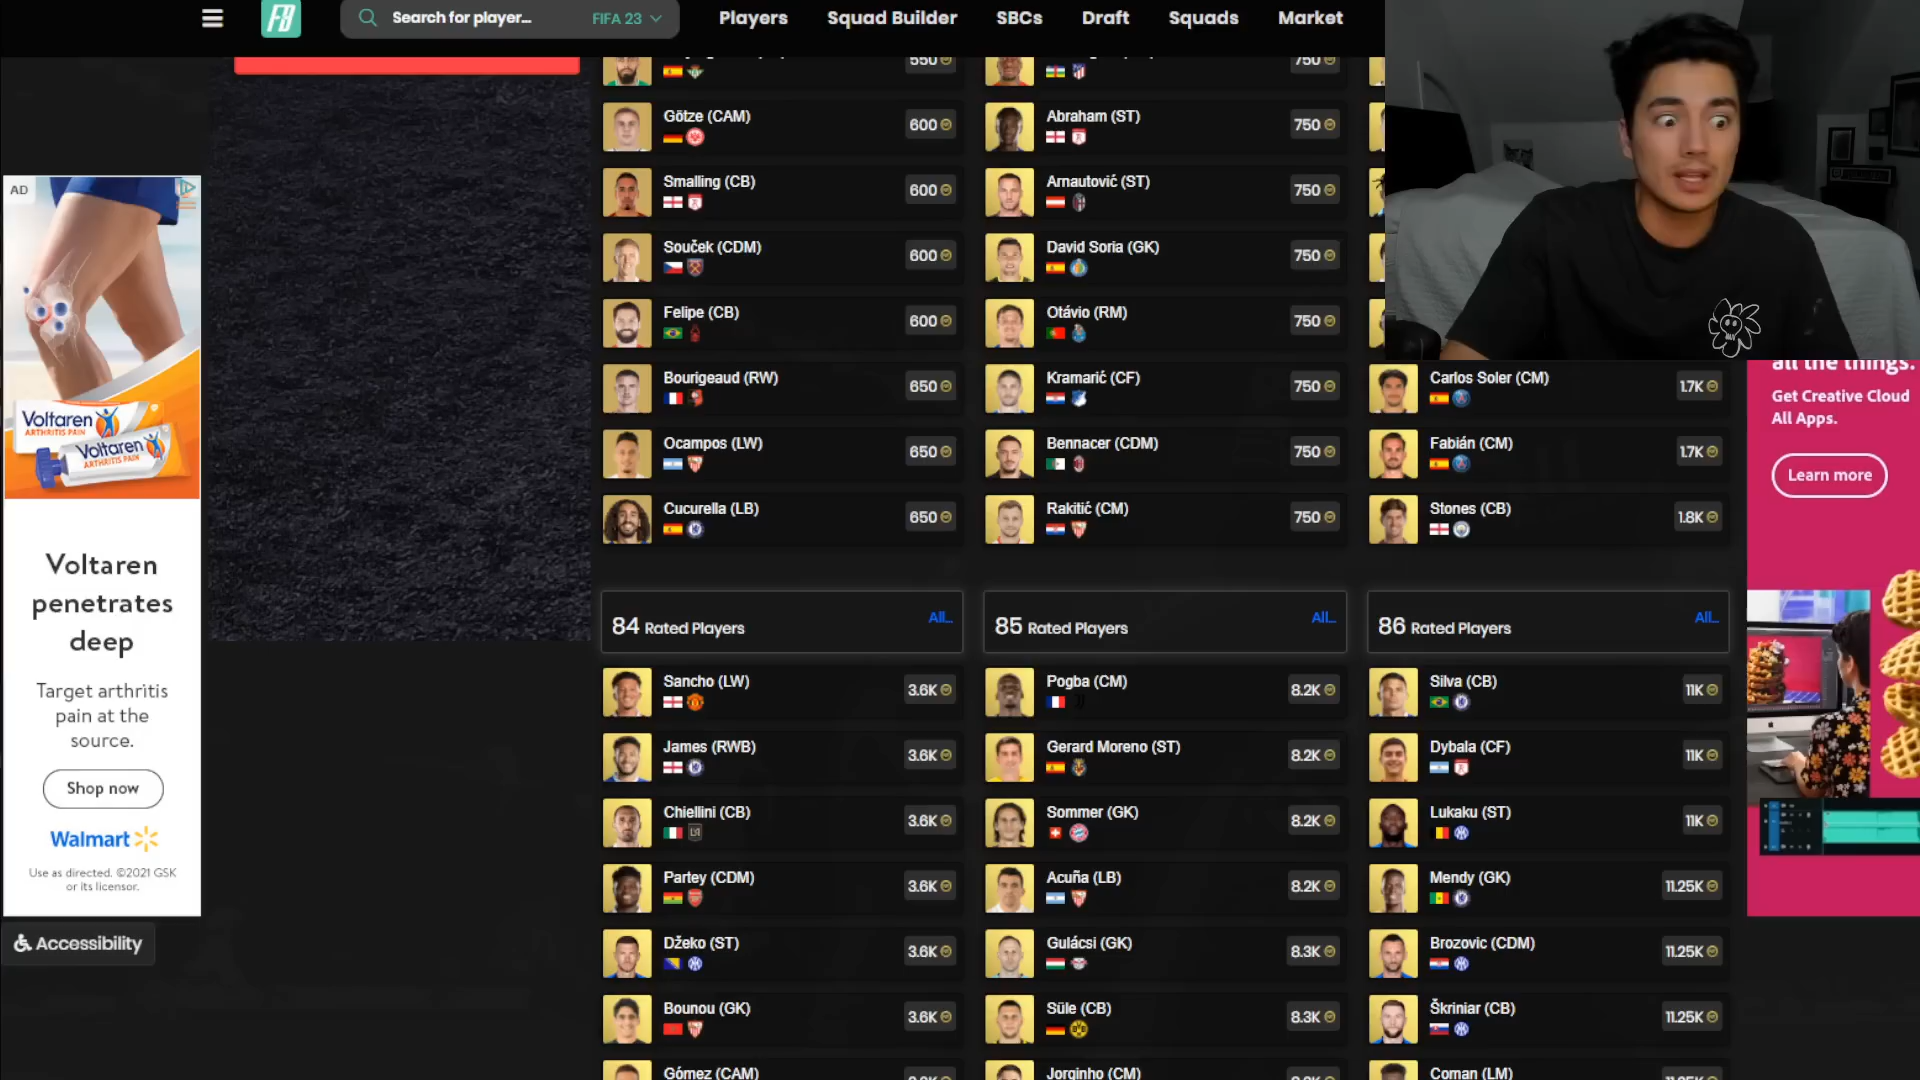 FB
Search for player...
FIFA 23
Players
Squad Builder
SBCs
Draft
Squads
Market
550
750
Götze (CAM)
600
Abraham (ST)
750
Smalling (CB)
600
Arnautović (ST)
750
Souček (CDM)
600
David Soria (GK)
750
Felipe (CB)
600
Otávio (RM)
750
Bourigeaud (RW)
650
Kramarić (CF)
750
Carlos Soler (CM)
1.7K
Ocampos (LW)
650
Bennacer (CDM)
750
Fabián (CM)
1.7K
Cucurella (LB)
650
Rakitić (CM)
750
Stones (CB)
1.8K
84 Rated Players
All...
85 Rated Players
All...
86 Rated Players
All...
Sancho (LW)
3.6K
Pogba (CM)
8.2K
Silva (CB)
11K
James (RWB)
3.6K
Gerard Moreno (ST)
8.2K
Dybala (CF)
11K
Chiellini (CB)
3.6K
Sommer (GK)
8.2K
Lukaku (ST)
11K
Partey (CDM)
3.6K
Acuña (LB)
8.2K
Mendy (GK)
11.25K
Džeko (ST)
3.6K
Gulácsi (GK)
8.3K
Brozovic (CDM)
11.25K
Bounou (GK)
3.6K
Süle (CB)
8.3K
Škriniar (CB)
11.25K
Gómez (CAM)
Jorginho (CM)
Coman (LM)
AD
Voltaren
ARTHRITIS PAIN
Voltaren
ARTHRITIS PAIN
Voltaren
penetrates
deep
Target arthritis
pain at the
source.
Shop now
Walmart
Use as directed. ©2021 GSK
or its licensor.
Accessibility
all the things.
Get Creative Cloud
All Apps.
Learn more